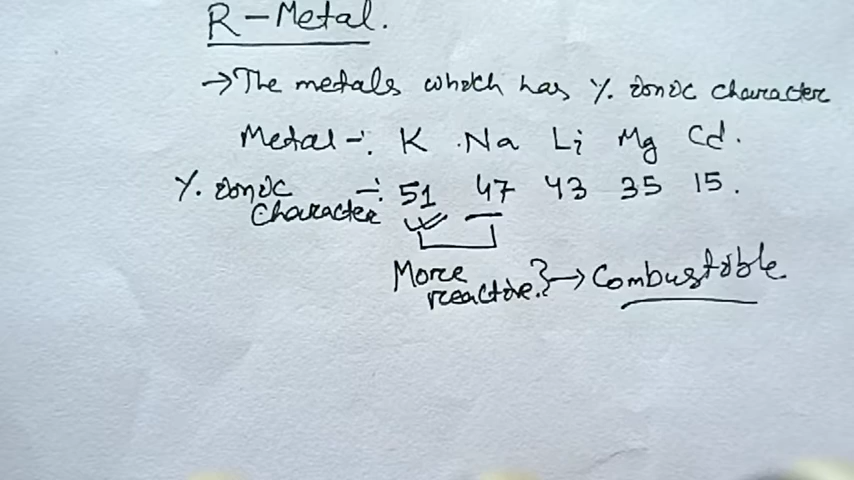 R-Metal.
→The metals which has % ionic character
Metal -: K Na Li Mg Cd.
% ionic character -: 51 47 43 35 15.
More reactive. } → Combustible.